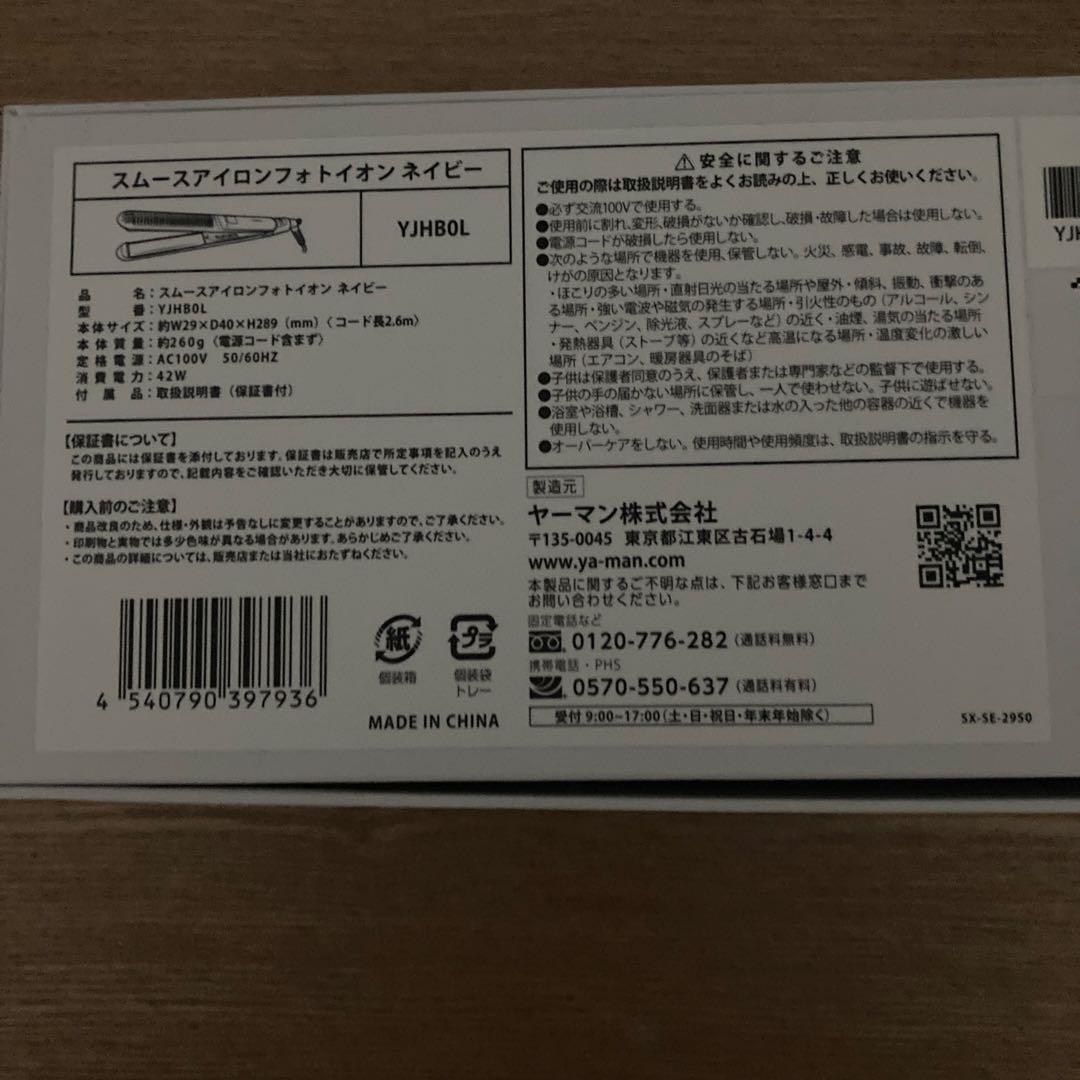 スムースアイロンフォトイオン ネイビー
YJHB0L
品　　名：スムースアイロンフォトイオン ネイビー
型　　番：YJHB0L
本体サイズ：約W29×D40×H289（mm）〈コード長2.6m〉
本体質量：約260g〈電源コード含まず〉
定格電源：AC100V　50/60HZ
消費電力：42W
付属品：取扱説明書（保証書付）
【保証書について】
この商品には保証書を添付しております。保証書は販売店で所定事項を記入のうえ
発行しておりますので、記載内容をご確認いただき大切に保管してください。
【購入前のご注意】
・商品改良のため、仕様・外観は予告なしに変更することがありますので、ご了承ください。
・印刷物と実物では多少色味が異なる場合があります。あらかじめご了承ください。
・この商品の詳細については、販売店または当社におたずねください。
4 540790 397936
紙
個装箱
プラ
個装袋
トレー
MADE IN CHINA
⚠安全に関するご注意
ご使用の際は取扱説明書をよくお読みの上、正しくお使いください。
●必ず交流100Vで使用する。
●使用前に割れ、変形、破損がないか確認し、破損・故障した場合は使用しない。
●電源コードが破損したら使用しない。
●次のような場所で機器を使用、保管しない。火災、感電、事故、故障、転倒、
けがの原因となります。
・ほこりの多い場所・直射日光の当たる場所や屋外・傾斜、振動、衝撃のあ
る場所・強い電波や磁気の発生する場所・引火性のもの（アルコール、シン
ナー、ベンジン、除光液、スプレーなど）の近く・油煙、湯気の当たる場所
・発熱器具（ストーブ等）の近くなど高温になる場所・温度変化の激しい
場所（エアコン、暖房器具のそば）
●子供は保護者同意のうえ、保護者または専門家などの監督下で使用する。
●子供の手の届かない場所に保管し、一人で使わせない。子供に遊ばせない。
●浴室や浴槽、シャワー、洗面器または水の入った他の容器の近くで機器を
使用しない。
●オーバーケアをしない。使用時間や使用頻度は、取扱説明書の指示を守る。
製造元
ヤーマン株式会社
〒135-0045 東京都江東区古石場1-4-4
www.ya-man.com
本製品に関するご不明な点は、下記お客様窓口まで
お問い合わせください。
固定電話など
0120-776-282（通話料無料）
携帯電話・PHS
0570-550-637（通話料有料）
受付 9:00~17:00（土・日・祝日・年末年始除く）
SX-SE-2950